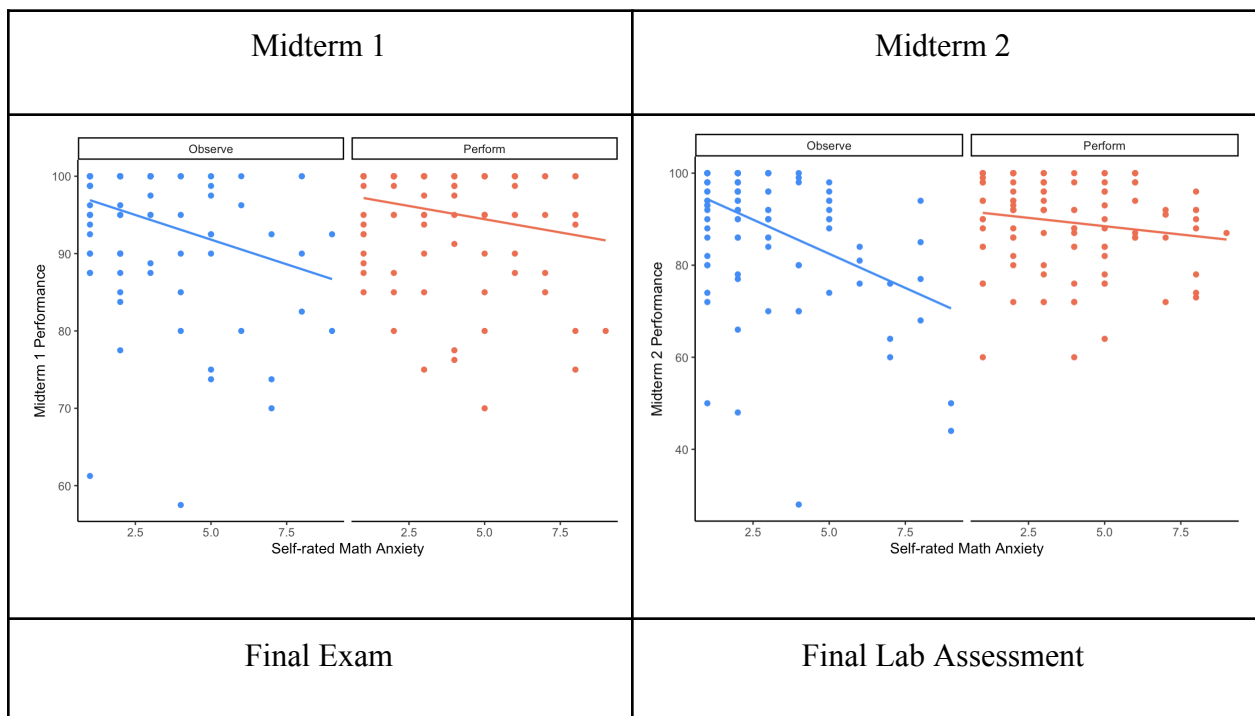 Midterm 1
Midterm 2
Observe
Perform
100
90
80
70
60
Midterm 1 Performance
2.5
5.0
7.5
2.5
5.0
7.5
Self-rated Math Anxiety
Observe
Perform
100
80
60
40
Midterm 2 Performance
2.5
5.0
7.5
2.5
5.0
7.5
Self-rated Math Anxiety
Final Exam
Final Lab Assessment